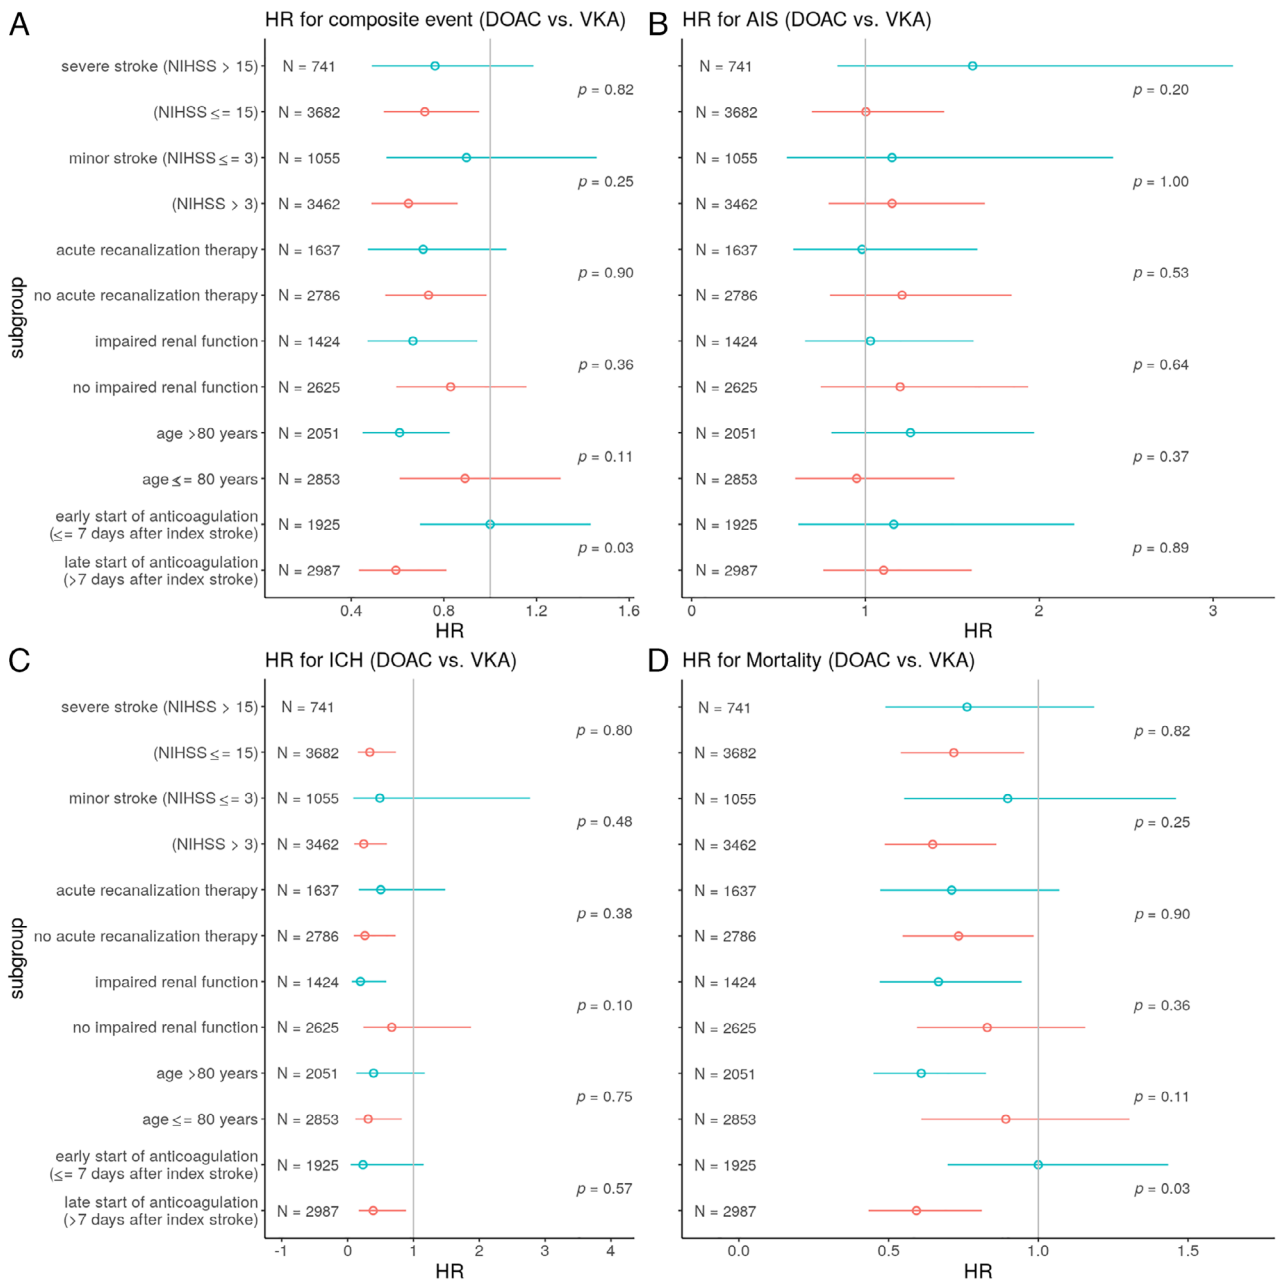 A
HR for composite event (DOAC vs. VKA)
subgroup
severe stroke (NIHSS > 15)
N = 741
p = 0.82
(NIHSS ≤ = 15)
N = 3682
minor stroke (NIHSS ≤ = 3)
N = 1055
p = 0.25
(NIHSS > 3)
N = 3462
acute recanalization therapy
N = 1637
p = 0.90
no acute recanalization therapy
N = 2786
impaired renal function
N = 1424
p = 0.36
no impaired renal function
N = 2625
age >80 years
N = 2051
p = 0.11
age ≤ = 80 years
N = 2853
early start of anticoagulation
(≤ = 7 days after index stroke)
N = 1925
p = 0.03
late start of anticoagulation
(>7 days after index stroke)
N = 2987
0.4 0.8 1.2 1.6
HR
B
HR for AIS (DOAC vs. VKA)
N = 741
p = 0.20
N = 3682
N = 1055
p = 1.00
N = 3462
N = 1637
p = 0.53
N = 2786
N = 1424
p = 0.64
N = 2625
N = 2051
p = 0.37
N = 2853
N = 1925
p = 0.89
N = 2987
0 1 2 3
HR
C
HR for ICH (DOAC vs. VKA)
subgroup
severe stroke (NIHSS > 15)
N = 741
p = 0.80
(NIHSS ≤ = 15)
N = 3682
minor stroke (NIHSS ≤ = 3)
N = 1055
p = 0.48
(NIHSS > 3)
N = 3462
acute recanalization therapy
N = 1637
p = 0.38
no acute recanalization therapy
N = 2786
impaired renal function
N = 1424
p = 0.10
no impaired renal function
N = 2625
age >80 years
N = 2051
p = 0.75
age ≤ = 80 years
N = 2853
early start of anticoagulation
(≤ = 7 days after index stroke)
N = 1925
p = 0.57
late start of anticoagulation
(>7 days after index stroke)
N = 2987
-1 0 1 2 3 4
HR
D
HR for Mortality (DOAC vs. VKA)
N = 741
p = 0.82
N = 3682
N = 1055
p = 0.25
N = 3462
N = 1637
p = 0.90
N = 2786
N = 1424
p = 0.36
N = 2625
N = 2051
p = 0.11
N = 2853
N = 1925
p = 0.03
N = 2987
0.0 0.5 1.0 1.5
HR